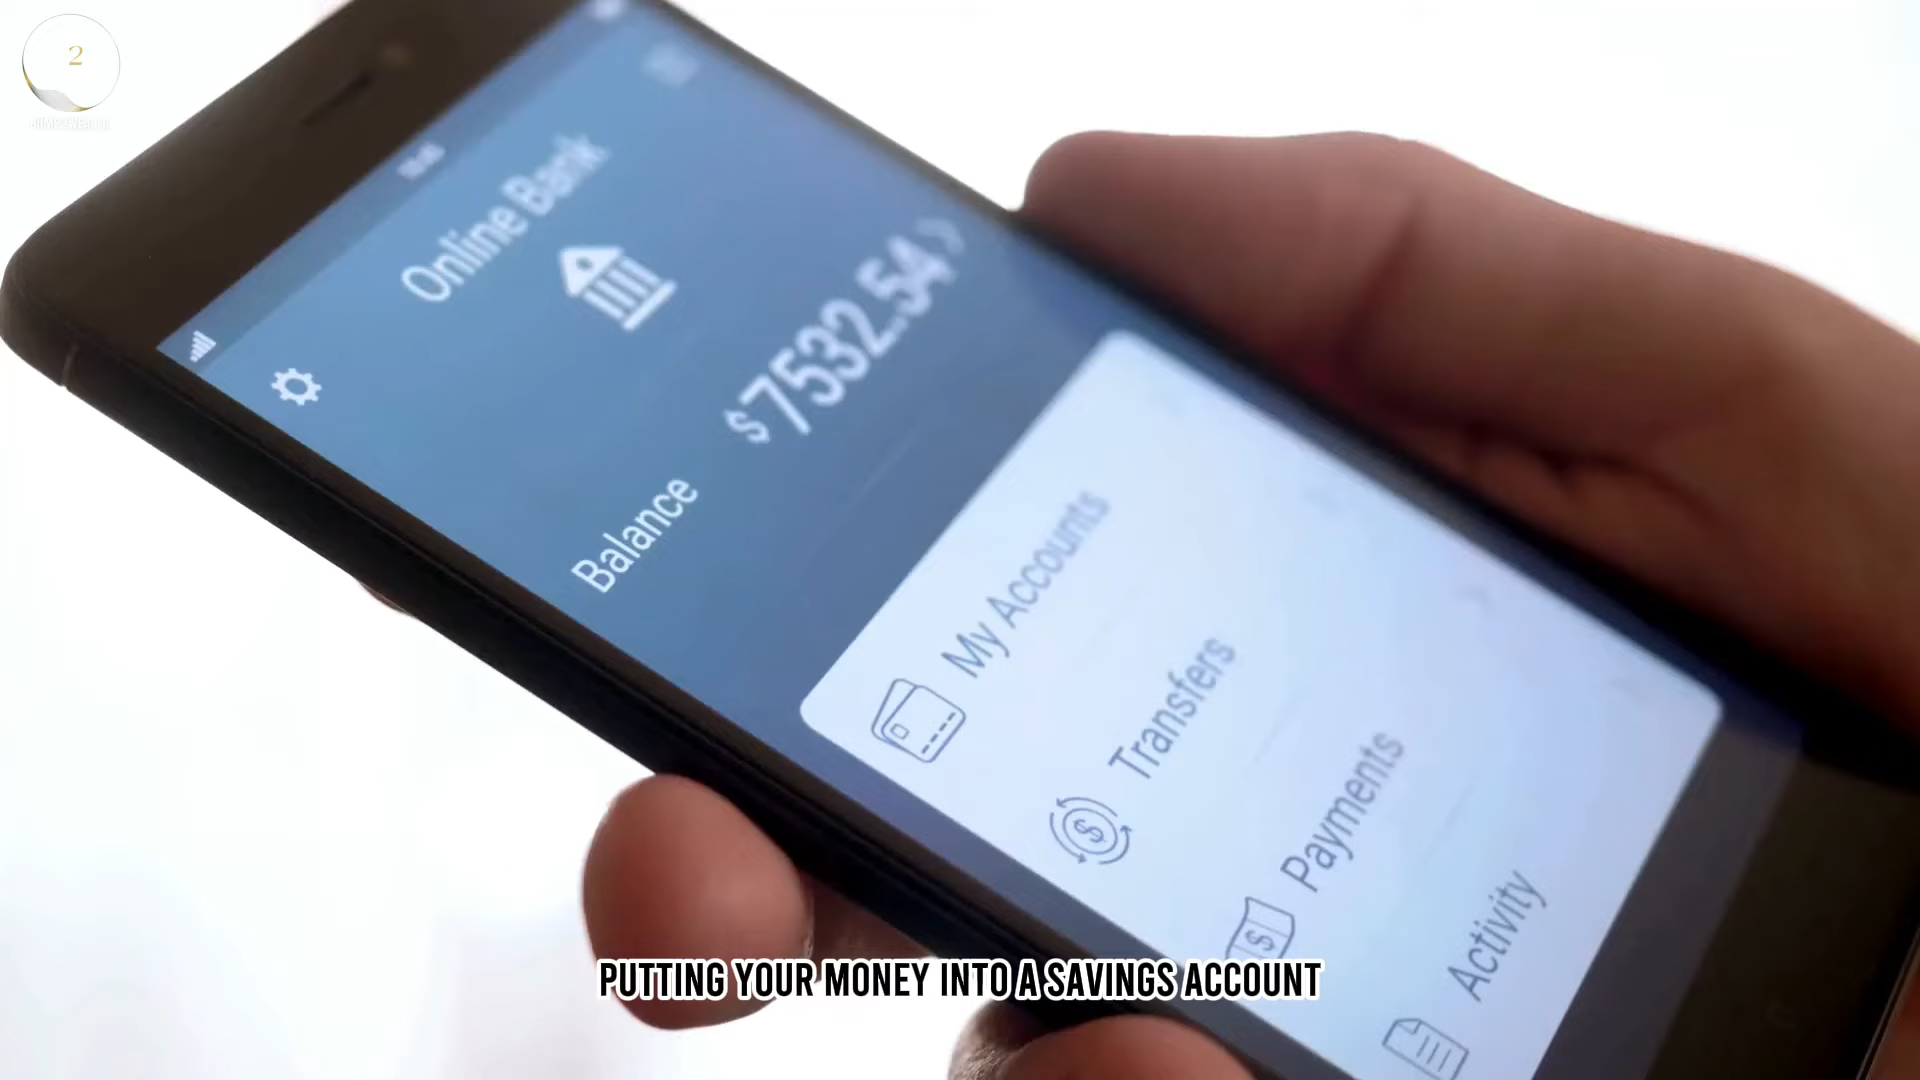 2
Online Bank
Balance
$7532.54
My Accounts
Transfers
Payments
Activity
PUTTING YOUR MONEY INTO A SAVINGS ACCOUNT